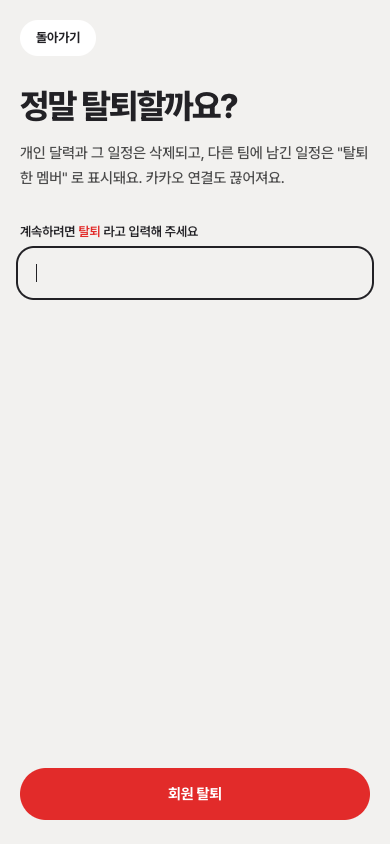 돌아가기
정말 탈퇴할까요?
개인 달력과 그 일정은 삭제되고, 다른 팀에 남긴 일정은 "탈퇴
한 멤버" 로 표시돼요. 카카오 연결도 끊어져요.
계속하려면 탈퇴 라고 입력해 주세요
회원 탈퇴